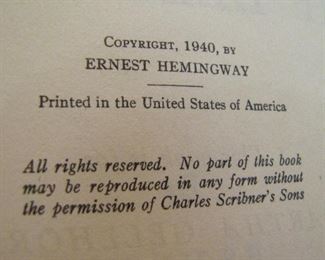 COPYRIGHT, 1940, BY
ERNEST HEMINGWAY
Printed in the United States of America
All rights reserved. No part of this book
may be reproduced in any form without
the permission of Charles Scribner's Sons